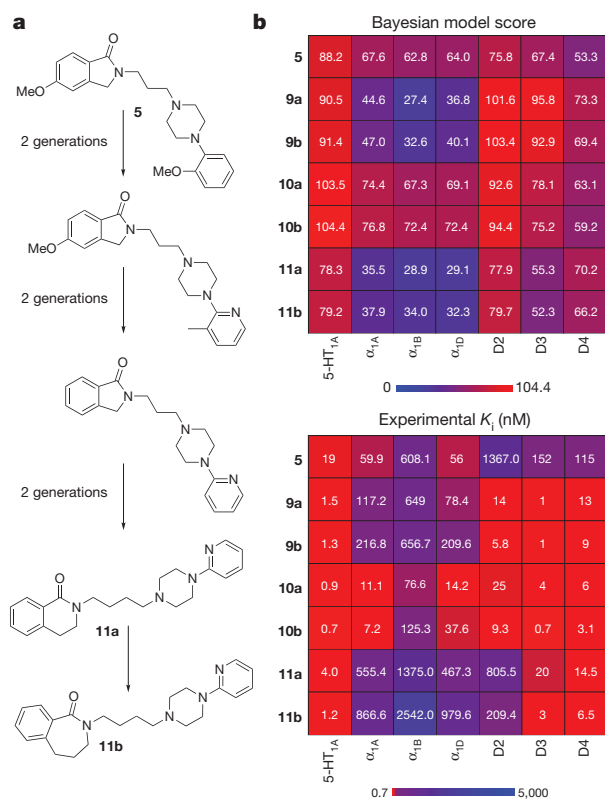 a
O
N
MeO
5
N
N
MeO
2 generations
O
N
MeO
N
N
N
2 generations
O
N
N
N
N
2 generations
O
N
N
N
N
11a
O
N
N
N
N
11b
b
Bayesian model score
5 88.2 67.6 62.8 64.0 75.8 67.4 53.3
9a 90.5 44.6 27.4 36.8 101.6 95.8 73.3
9b 91.4 47.0 32.6 40.1 103.4 92.9 69.4
10a 103.5 74.4 67.3 69.1 92.6 78.1 63.1
10b 104.4 76.8 72.4 72.4 94.4 75.2 59.2
11a 78.3 35.5 28.9 29.1 77.9 55.3 70.2
11b 79.2 37.9 34.0 32.3 79.7 52.3 66.2
5-HT1A α1A α1B α1D D2 D3 D4
0 104.4
Experimental Ki (nM)
5 19 59.9 608.1 56 1367.0 152 115
9a 1.5 117.2 649 78.4 14 1 13
9b 1.3 216.8 656.7 209.6 5.8 1 9
10a 0.9 11.1 76.6 14.2 25 4 6
10b 0.7 7.2 125.3 37.6 9.3 0.7 3.1
11a 4.0 555.4 1375.0 467.3 805.5 20 14.5
11b 1.2 866.6 2542.0 979.6 209.4 3 6.5
5-HT1A α1A α1B α1D D2 D3 D4
0.7 5,000